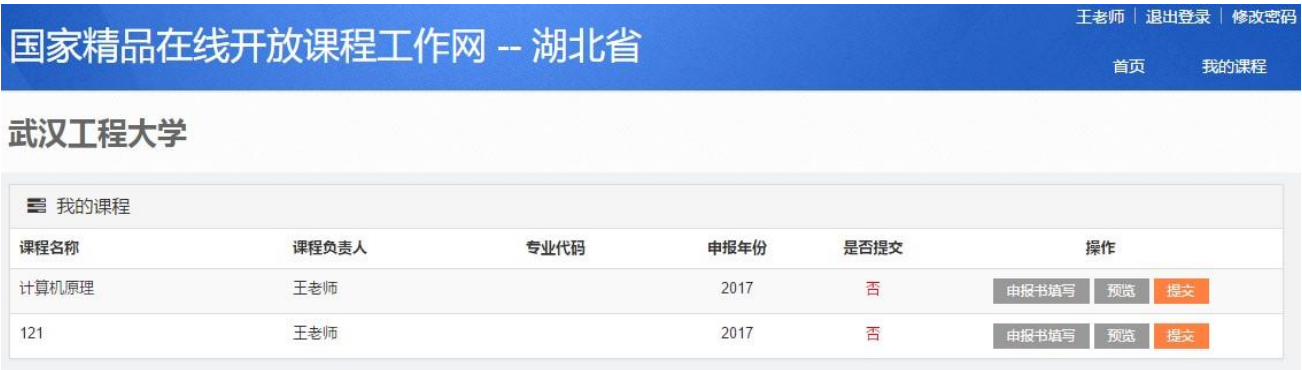 王老师 | 退出登录 | 修改密码
国家精品在线开放课程工作网 -- 湖北省
首页 我的课程
武汉工程大学
我的课程
课程名称 课程负责人 专业代码 申报年份 是否提交 操作
计算机原理 王老师 2017 否 申报书填写 预览 提交
121 王老师 2017 否 申报书填写 预览 提交